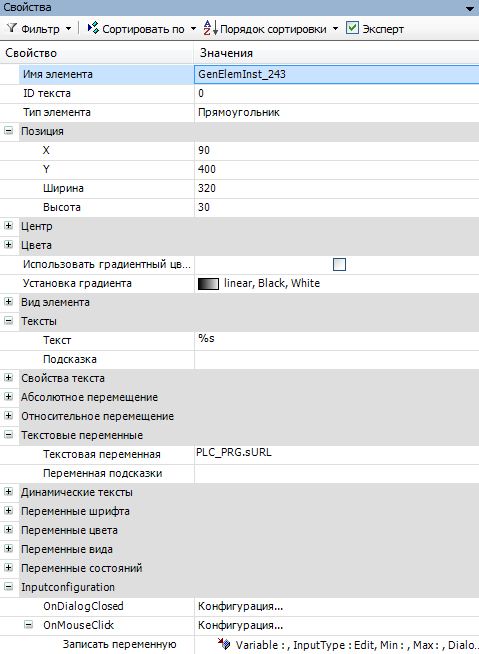 Свойства
Фильтр Сортировать по Порядок сортировки Эксперт
Свойство Значения
Имя элемента GenElemInst_243
ID текста 0
Тип элемента Прямоугольник
Позиция
X 90
Y 400
Ширина 320
Высота 30
Центр
Цвета
Использовать градиентный цв...
Установка градиента linear, Black, White
Вид элемента
Тексты
Текст %s
Подсказка
Свойства текста
Абсолютное перемещение
Относительное перемещение
Текстовые переменные
Текстовая переменная PLC_PRG.sURL
Переменная подсказки
Динамические тексты
Переменные шрифта
Переменные цвета
Переменные вида
Переменные состояний
Inputconfiguration
OnDialogClosed Конфигурация...
OnMouseClick Конфигурация...
Записать переменную Variable : , InputType : Edit, Min : , Max : , Dialo...